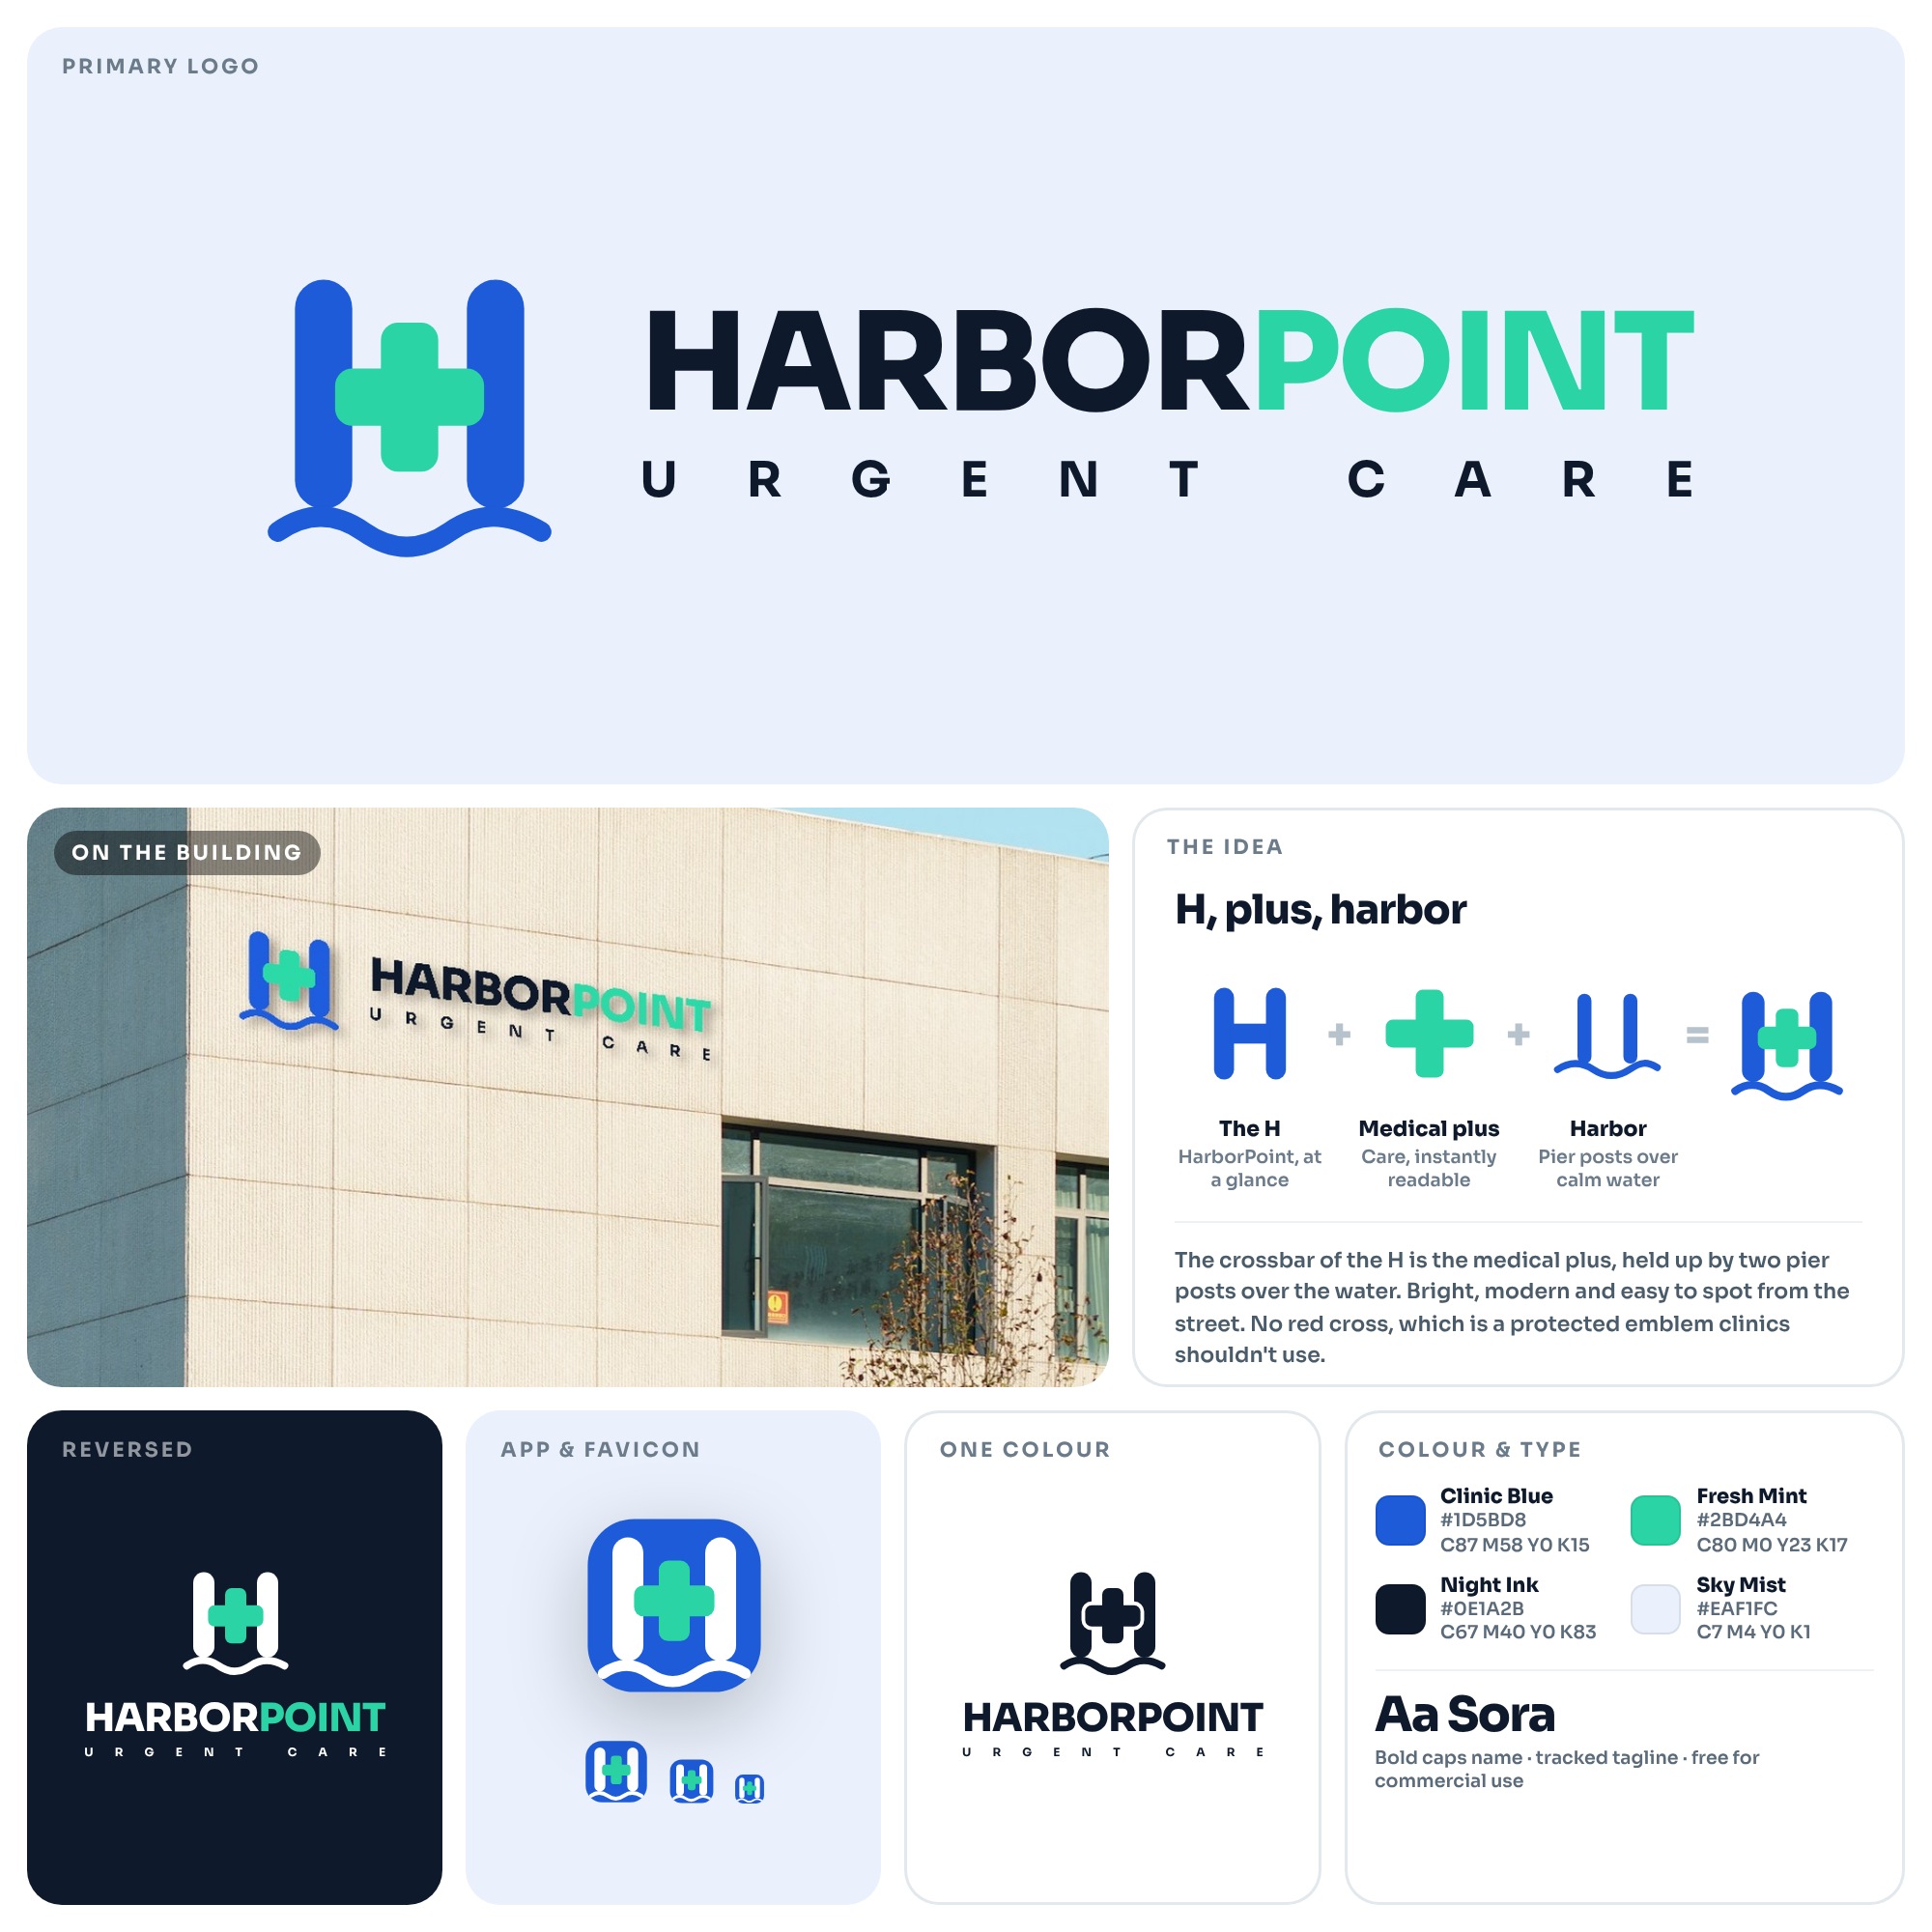 PRIMARY LOGO
HARBORPOINT
URGENT CARE
ON THE BUILDING
HARBORPOINT
URGENT CARE
THE IDEA
H, plus, harbor
H + + =
The H
HarborPoint, at
a glance
Medical plus
Care, instantly
readable
Harbor
Pier posts over
calm water
The crossbar of the H is the medical plus, held up by two pier
posts over the water. Bright, modern and easy to spot from the
street. No red cross, which is a protected emblem clinics
shouldn't use.
REVERSED
HARBORPOINT
URGENT CARE
APP & FAVICON
ONE COLOUR
HARBORPOINT
URGENT CARE
COLOUR & TYPE
Clinic Blue
#1D5BD8
C87 M58 Y0 K15
Fresh Mint
#2BD4A4
C80 M0 Y23 K17
Night Ink
#0E1A2B
C67 M40 Y0 K83
Sky Mist
#EAF1FC
C7 M4 Y0 K1
Aa Sora
Bold caps name · tracked tagline · free for
commercial use